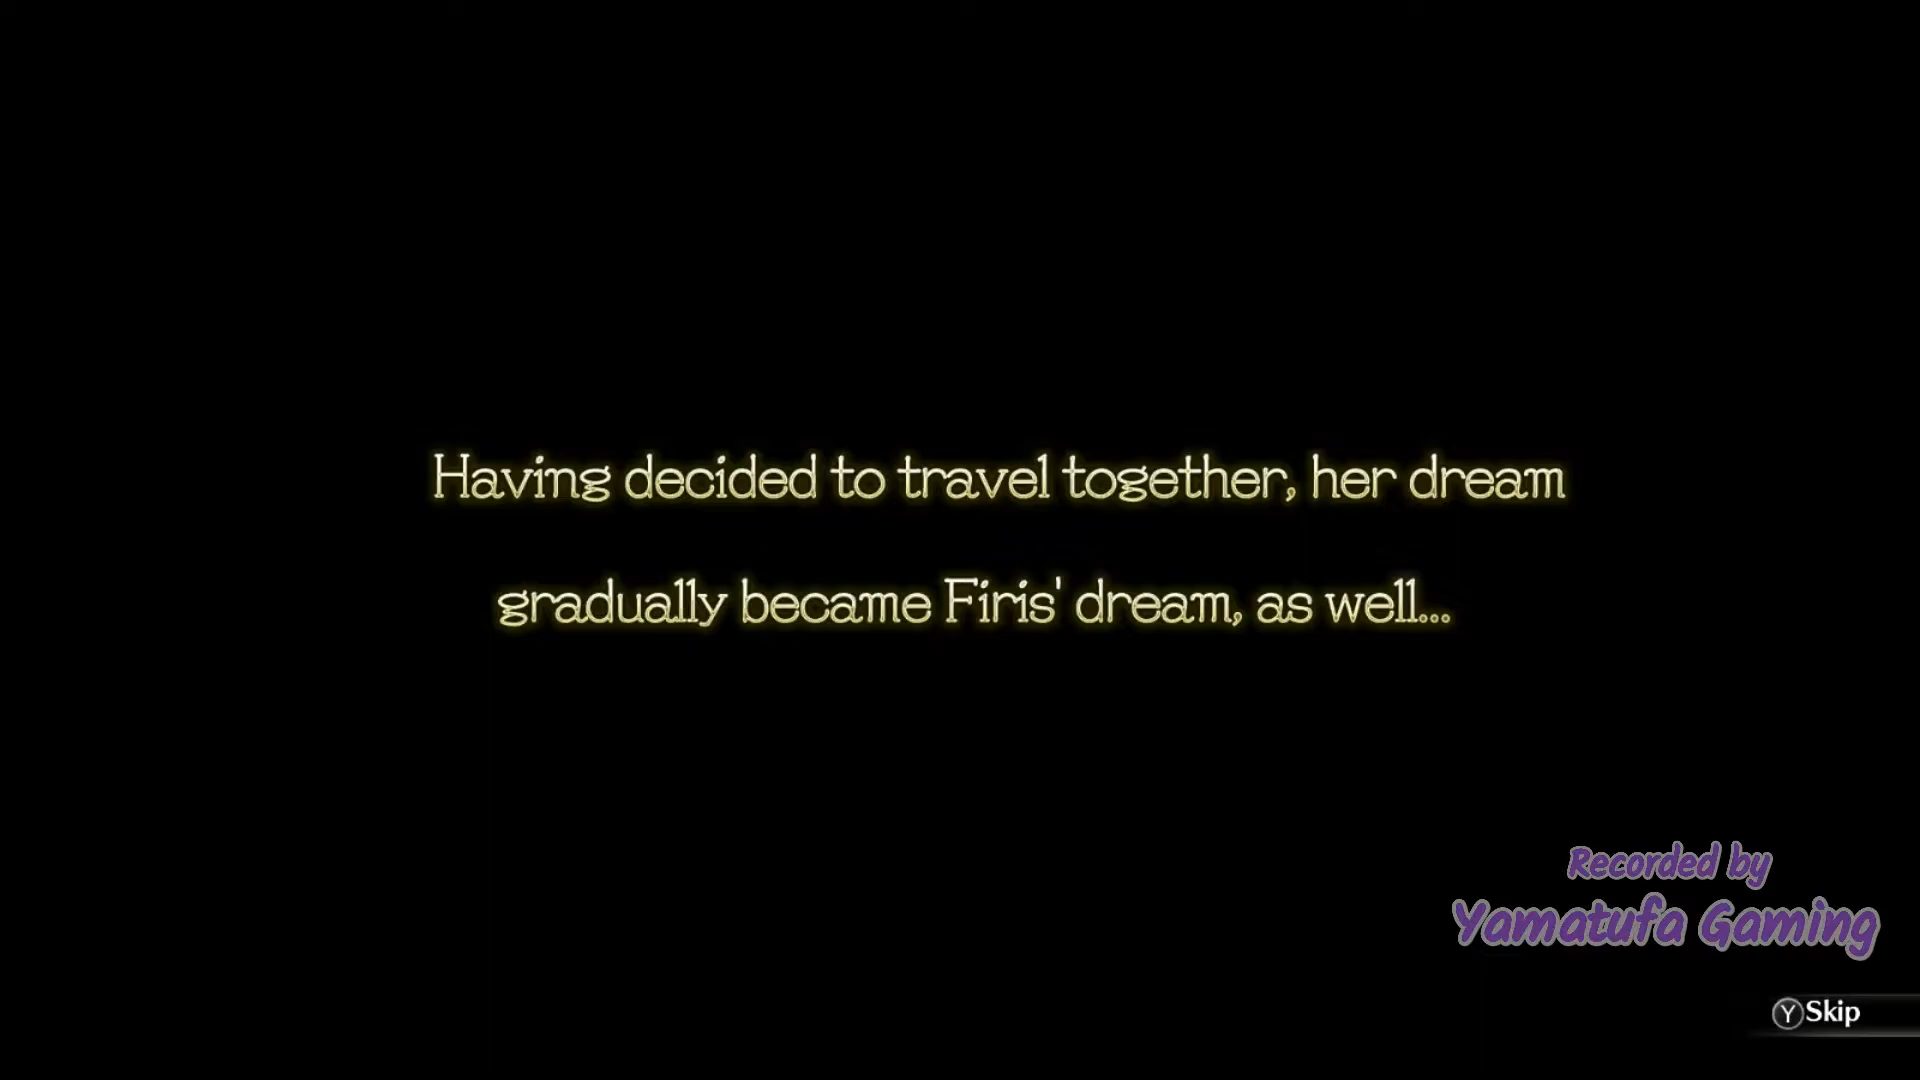 Having decided to travel together, her dream
gradually became Firis' dream, as well...
Recorded by
Yamatufa Gaming
Y Skip